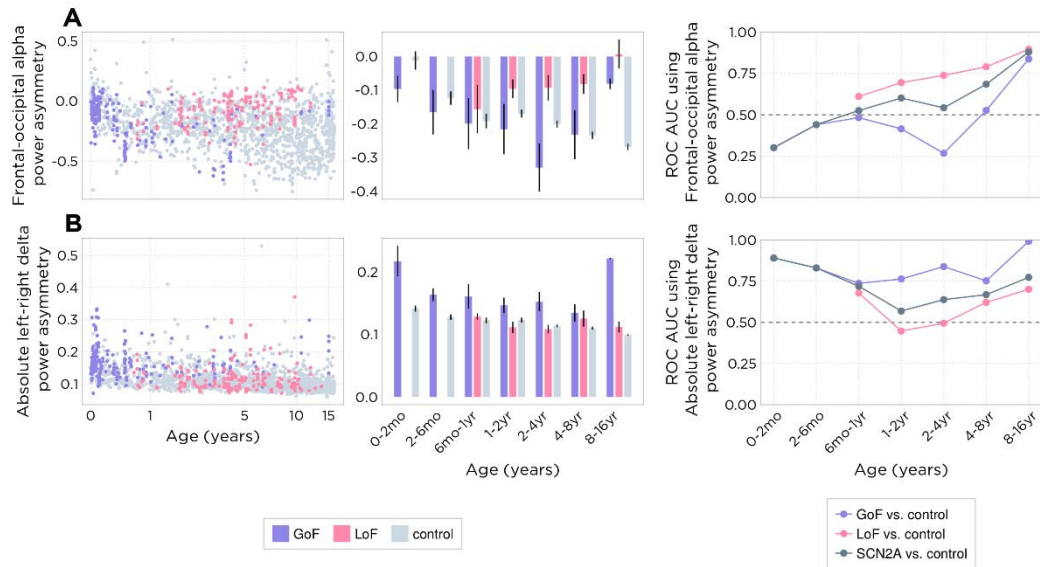 A
Frontal-occipital alpha
power asymmetry
0.5
0.0
-0.5
0.0
-0.1
-0.2
-0.3
-0.4
ROC AUC using
Frontal-occipital alpha
power asymmetry
1.00
0.75
0.50
0.25
0.00
B
Absolute left-right delta
power asymmetry
0.5
0.4
0.3
0.2
0.1
0
1
5
10
15
Age (years)
0.2
0.1
0.0
0-2mo
2-6mo
6mo-1yr
1-2yr
2-4yr
4-8yr
8-16yr
Age (years)
ROC AUC using
Absolute left-right delta
power asymmetry
1.00
0.75
0.50
0.25
0.00
0-2mo
2-6mo
6mo-1yr
1-2yr
2-4yr
4-8yr
8-16yr
Age (years)
GoF LoF control
GoF vs. control
LoF vs. control
SCN2A vs. control